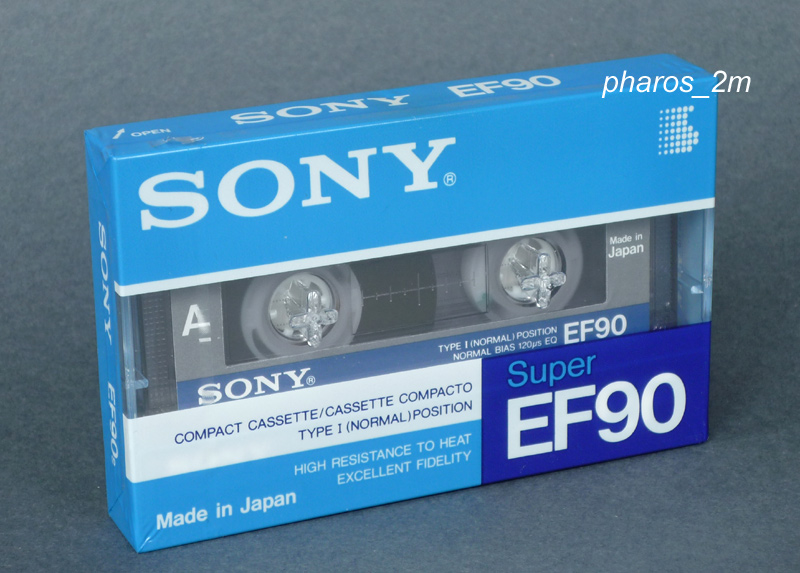 pharos_2m
OPEN
SONY EF90
SONY®
SONY EF90
Made in
Japan
A
TYPE I (NORMAL) POSITION
NORMAL BIAS 120μs EQ
EF90
SONY®
COMPACT CASSETTE/CASSETTE COMPACTO
TYPE I (NORMAL) POSITION
HIGH RESISTANCE TO HEAT
EXCELLENT FIDELITY
Made in Japan
Super
EF90